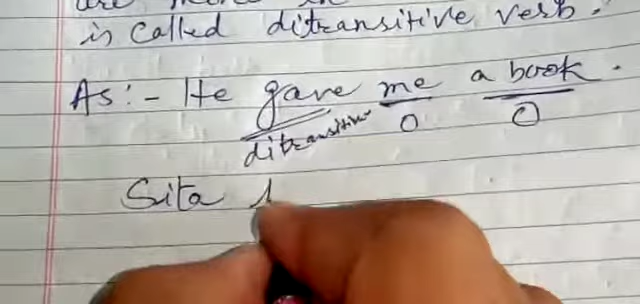 is called ditransitive verb.
As:- He gave me a book.
ditransitive O O
Sita